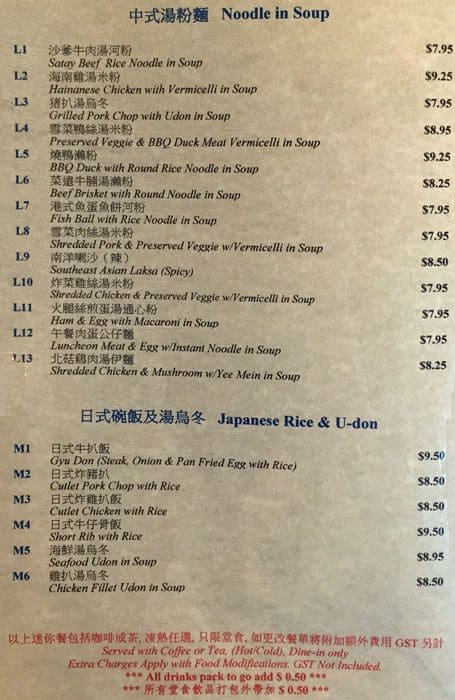 中式湯粉麵 Noodle in Soup
L1 沙爹牛肉湯河粉 $7.95
Satay Beef Rice Noodle in Soup
L2 海南雞湯米粉 $9.25
Hainanese Chicken with Vermicelli in Soup
L3 猪扒湯烏冬 $7.95
Grilled Pork Chop with Udon in Soup
L4 雪菜鴨絲湯米粉 $8.95
Preserved Veggie & BBQ Duck Meat Vermicelli in Soup
L5 燒鴨瀨粉 $9.25
BBQ Duck with Round Rice Noodle in Soup
L6 菜遠牛腩湯瀨粉 $8.25
Beef Brisket with Round Noodle in Soup
L7 港式魚蛋魚餅河粉 $7.95
Fish Ball with Rice Noodle in Soup
L8 雪菜肉絲湯米粉 $7.95
Shredded Pork & Preserved Veggie w/Vermicelli in Soup
L9 南洋喇沙（辣） $8.50
Southeast Asian Laksa (Spicy)
L10 炸菜雞絲湯米粉 $7.95
Shredded Chicken & Preserved Veggie w/Vermicelli in Soup
L11 火腿絲煎蛋湯通心粉 $7.95
Ham & Egg with Macaroni in Soup
L12 午餐肉蛋公仔麵 $7.95
Luncheon Meat & Egg w/Instant Noodle in Soup
L13 北菇鷄肉湯伊麵 $8.25
Shredded Chicken & Mushroom w/Yee Mein in Soup
日式碗飯及湯烏冬 Japanese Rice & U-don
M1 日式牛扒飯 $9.50
Gyu Don (Steak, Onion & Pan Fried Egg with Rice)
M2 日式炸豬扒 $8.50
Cutlet Pork Chop with Rice
M3 日式炸雞扒飯 $8.50
Cutlet Chicken with Rice
M4 日式牛仔骨飯 $9.50
Short Rib with Rice
M5 海鮮湯烏冬 $8.95
Seafood Udon in Soup
M6 雞扒湯烏冬 $8.50
Chicken Fillet Udon in Soup
以上迷你餐包括咖啡或茶, 凍熱任選, 只限堂食, 如更改餐單將附加額外費用 GST 另計
Served with Coffee or Tea, (Hot/Cold), Dine-in only
Extra Charges Apply with Food Modifications. GST Not Included.
*** All drinks pack to go add $ 0.50 ***
*** 所有堂食飲品打包外帶加 $ 0.50 ***